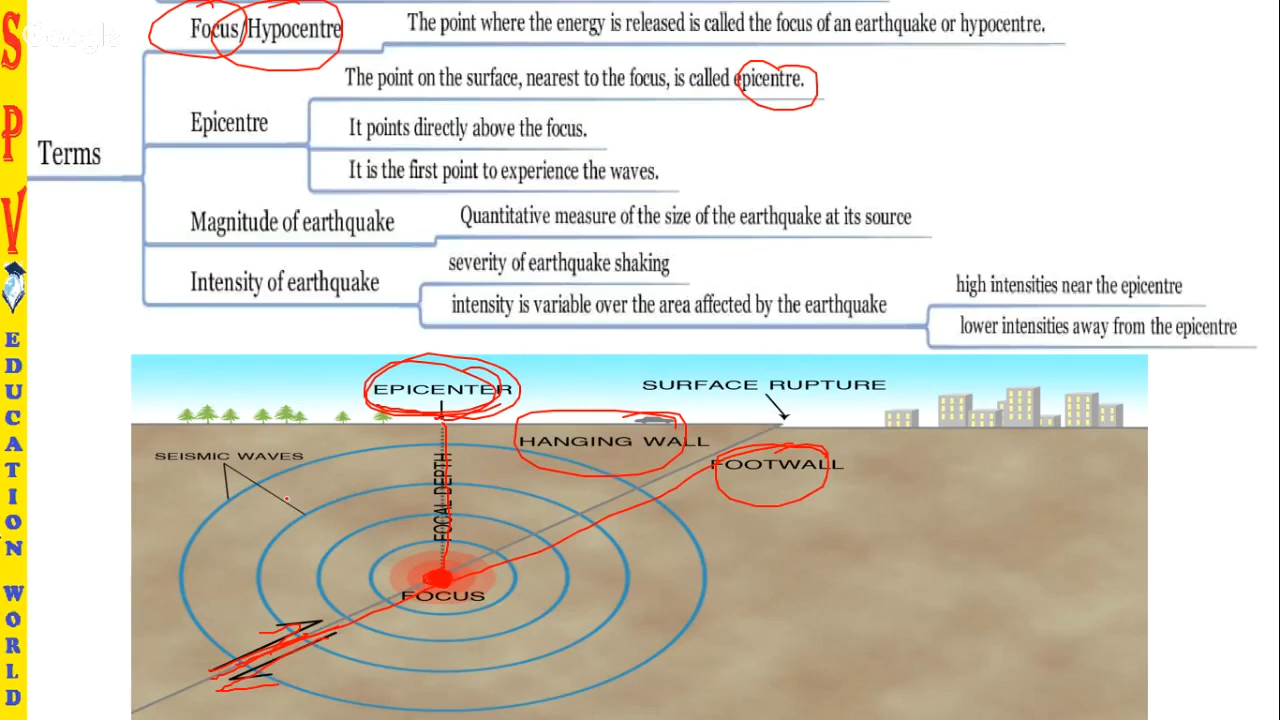 S
P
V
EDUCATION
WORLD
Google
Terms
Focus/Hypocentre
The point where the energy is released is called the focus of an earthquake or hypocentre.
Epicentre
The point on the surface, nearest to the focus, is called epicentre.
It points directly above the focus.
It is the first point to experience the waves.
Magnitude of earthquake
Quantitative measure of the size of the earthquake at its source
Intensity of earthquake
severity of earthquake shaking
intensity is variable over the area affected by the earthquake
high intensities near the epicentre
lower intensities away from the epicentre
EPICENTER
SURFACE RUPTURE
HANGING WALL
FOOTWALL
SEISMIC WAVES
FOCAL DEPTH
FOCUS